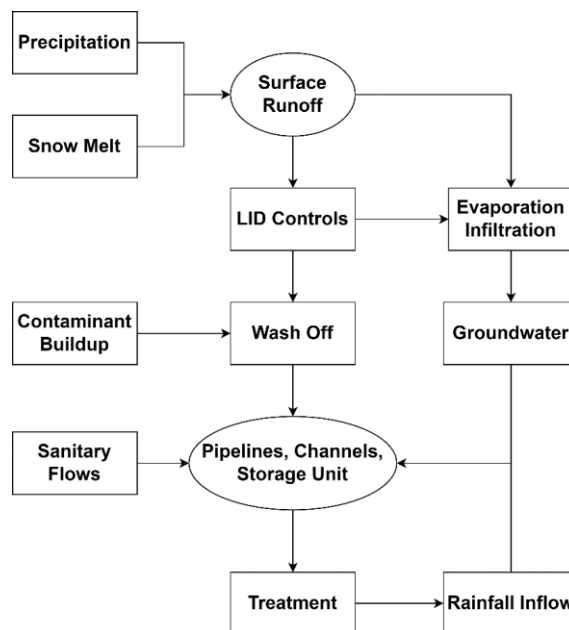 Precipitation
Surface
Runoff
Snow Melt
LID Controls
Evaporation
Infiltration
Contaminant
Buildup
Wash Off
Groundwater
Sanitary
Flows
Pipelines, Channels,
Storage Unit
Treatment
Rainfall Inflow